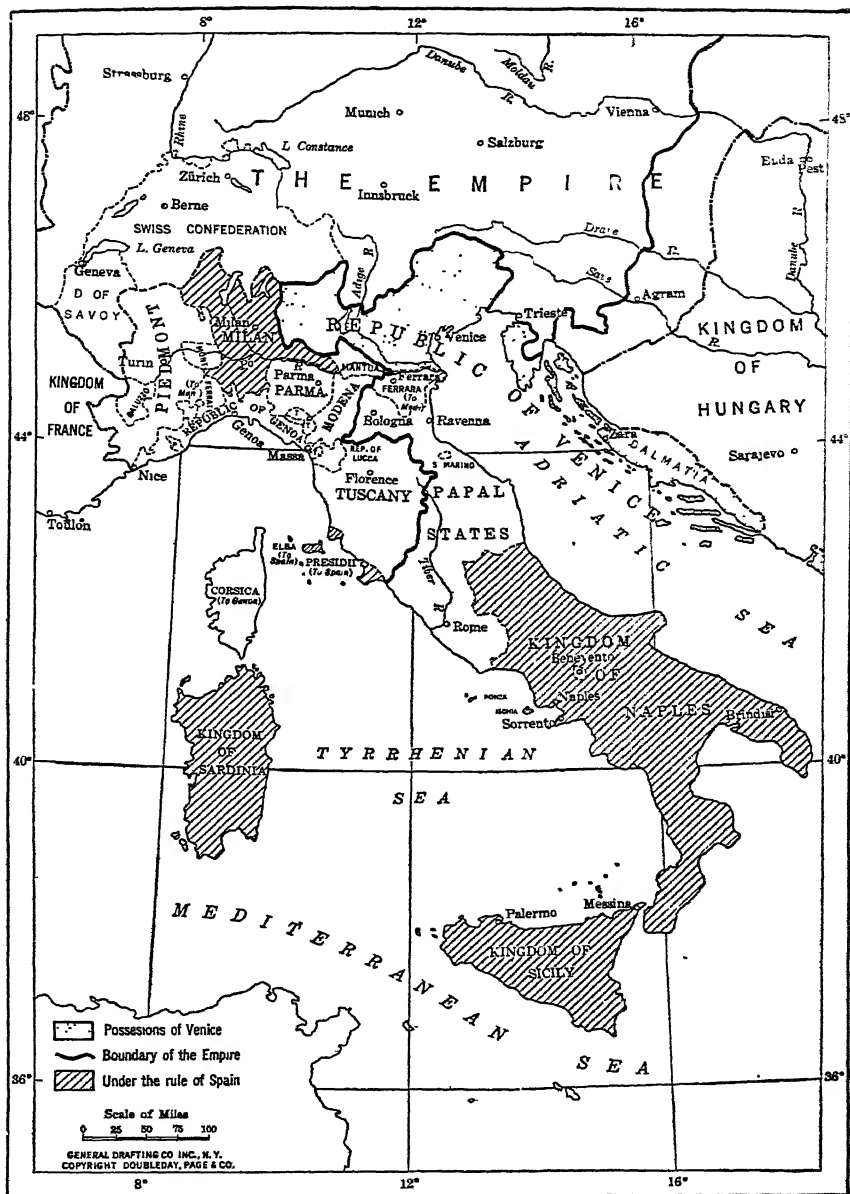 8°
12°
16°
Strassburg
Danube
R.
Moldau
R.
48°
48°
Rhine
Munich
Vienna
Salzburg
L Constance
Zürich
THE EMPIRE
Innsbruck
Berne
SWISS CONFEDERATION
L. Geneva
Geneva
D OF
SAVOY
Adige R
Drave
R.
Save
R.
Pest
Danube R
Agram
Trieste
Milan
MILAN
REPUBLIC OF VENICE
Venice
KINGDOM
OF
HUNGARY
PIEDMONT
Turin
MONTFERRAT
SALUZZO
Po
R
MANTUA
Parma
PARMA
MODENA
Ferrara
FERRARA
KINGDOM
OF
FRANCE
REPUBLIC OF GENOA
Genoa
Bologna
Ravenna
44°
44°
Massa
REP. OF
LUCCA
S MARINO
Nice
Florence
TUSCANY
PAPAL
STATES
Zara
DALMATIA
Sarajevo
ADRIATIC
SEA
Toulon
ELBA
(To
Spain)
PRESIDII
(To Spain)
Tiber
R
CORSICA
(To Genoa)
Rome
KINGDOM
OF
NAPLES
Benevento
Naples
PONZA
ISCHIA
Sorrento
Brindisi
KINGDOM
OF
SARDINIA
40°
40°
TYRRHENIAN
SEA
MEDITERRANEAN
SEA
Palermo
Messina
KINGDOM OF
SICILY
Possesions of Venice
Boundary of the Empire
Under the rule of Spain
36°
36°
Scale of Miles
0 25 50 75 100
GENERAL DRAFTING CO INC., N.Y.
COPYRIGHT DOUBLEDAY, PAGE & CO.
8°
12°
16°